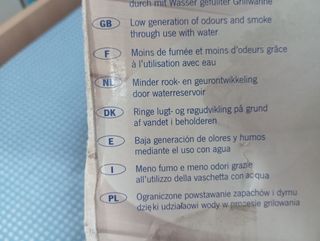 durch mit Wasser gefüllter Grillwanne
GB Low generation of odours and smoke
through use with water
F Moins de fumée et moins d'odeurs grâce
à l'utilisation avec eau
NL Minder rook- en geurontwikkeling
door waterreservoir
DK Ringe lugt- og røgudvikling på grund
af vandet i beholderen
E Baja generación de olores y humos
mediante el uso con agua
I Meno fumo e meno odori grazie
all'utilizzo della vaschetta con acqua
PL Ograniczone powstawanie zapachów i dymu
dzięki udziałaowi wody w procesie grilowania